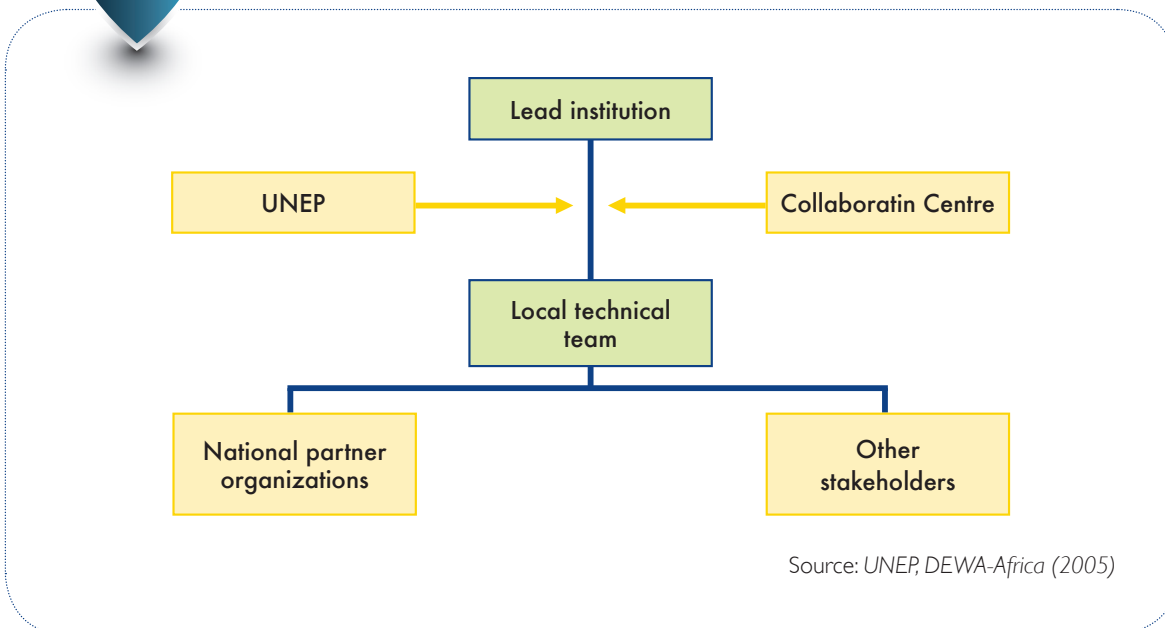 Lead institution
UNEP
Collaboratin Centre
Local technical
team
National partner
organizations
Other
stakeholders
Source: UNEP, DEWA-Africa (2005)